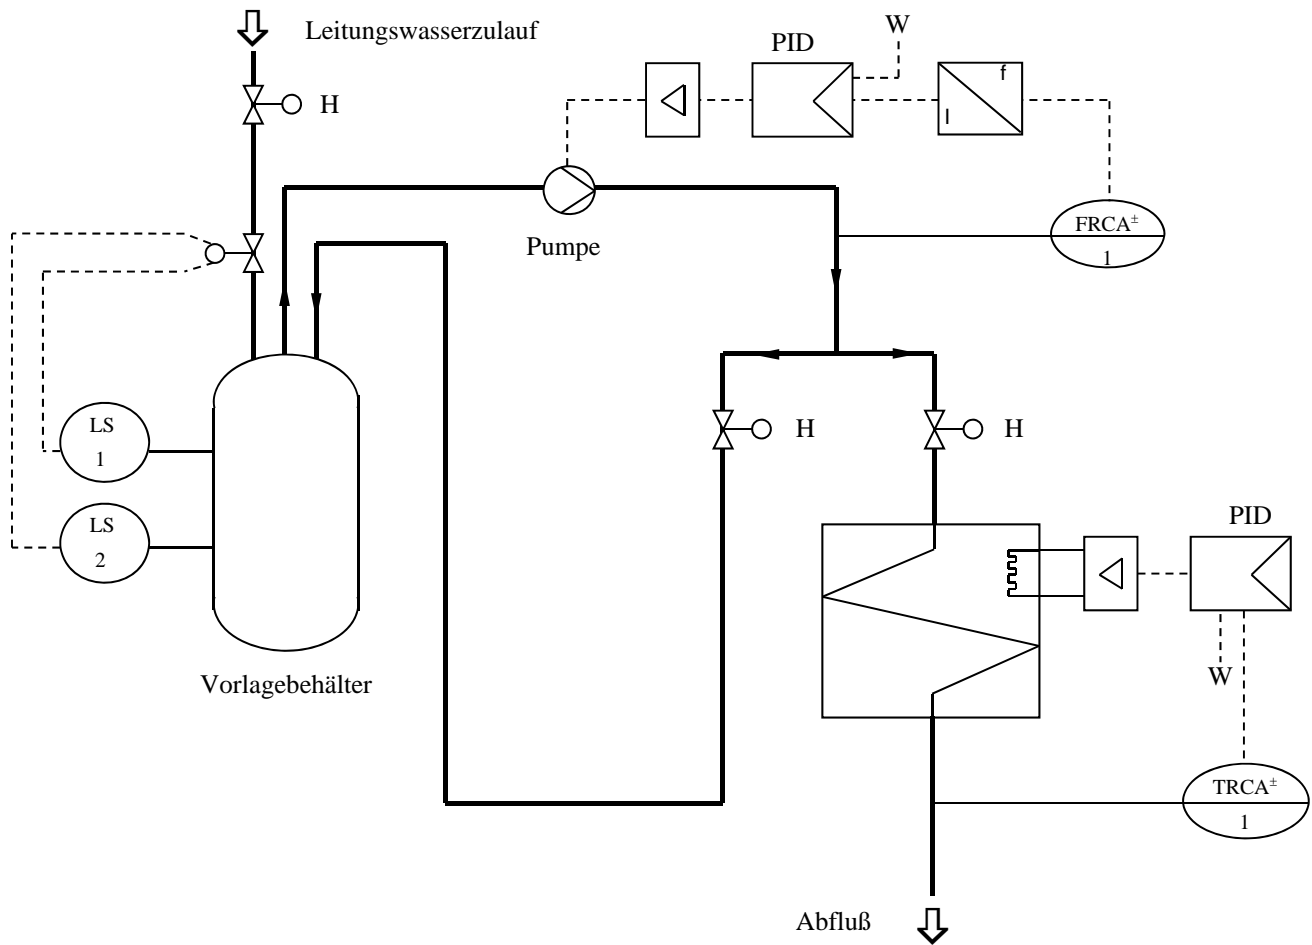 Leitungswasserzulauf
W
PID
f
I
H
FRCA±
1
Pumpe
LS
1
LS
2
H
H
PID
Vorlagebehälter
W
TRCA±
1
Abfluß